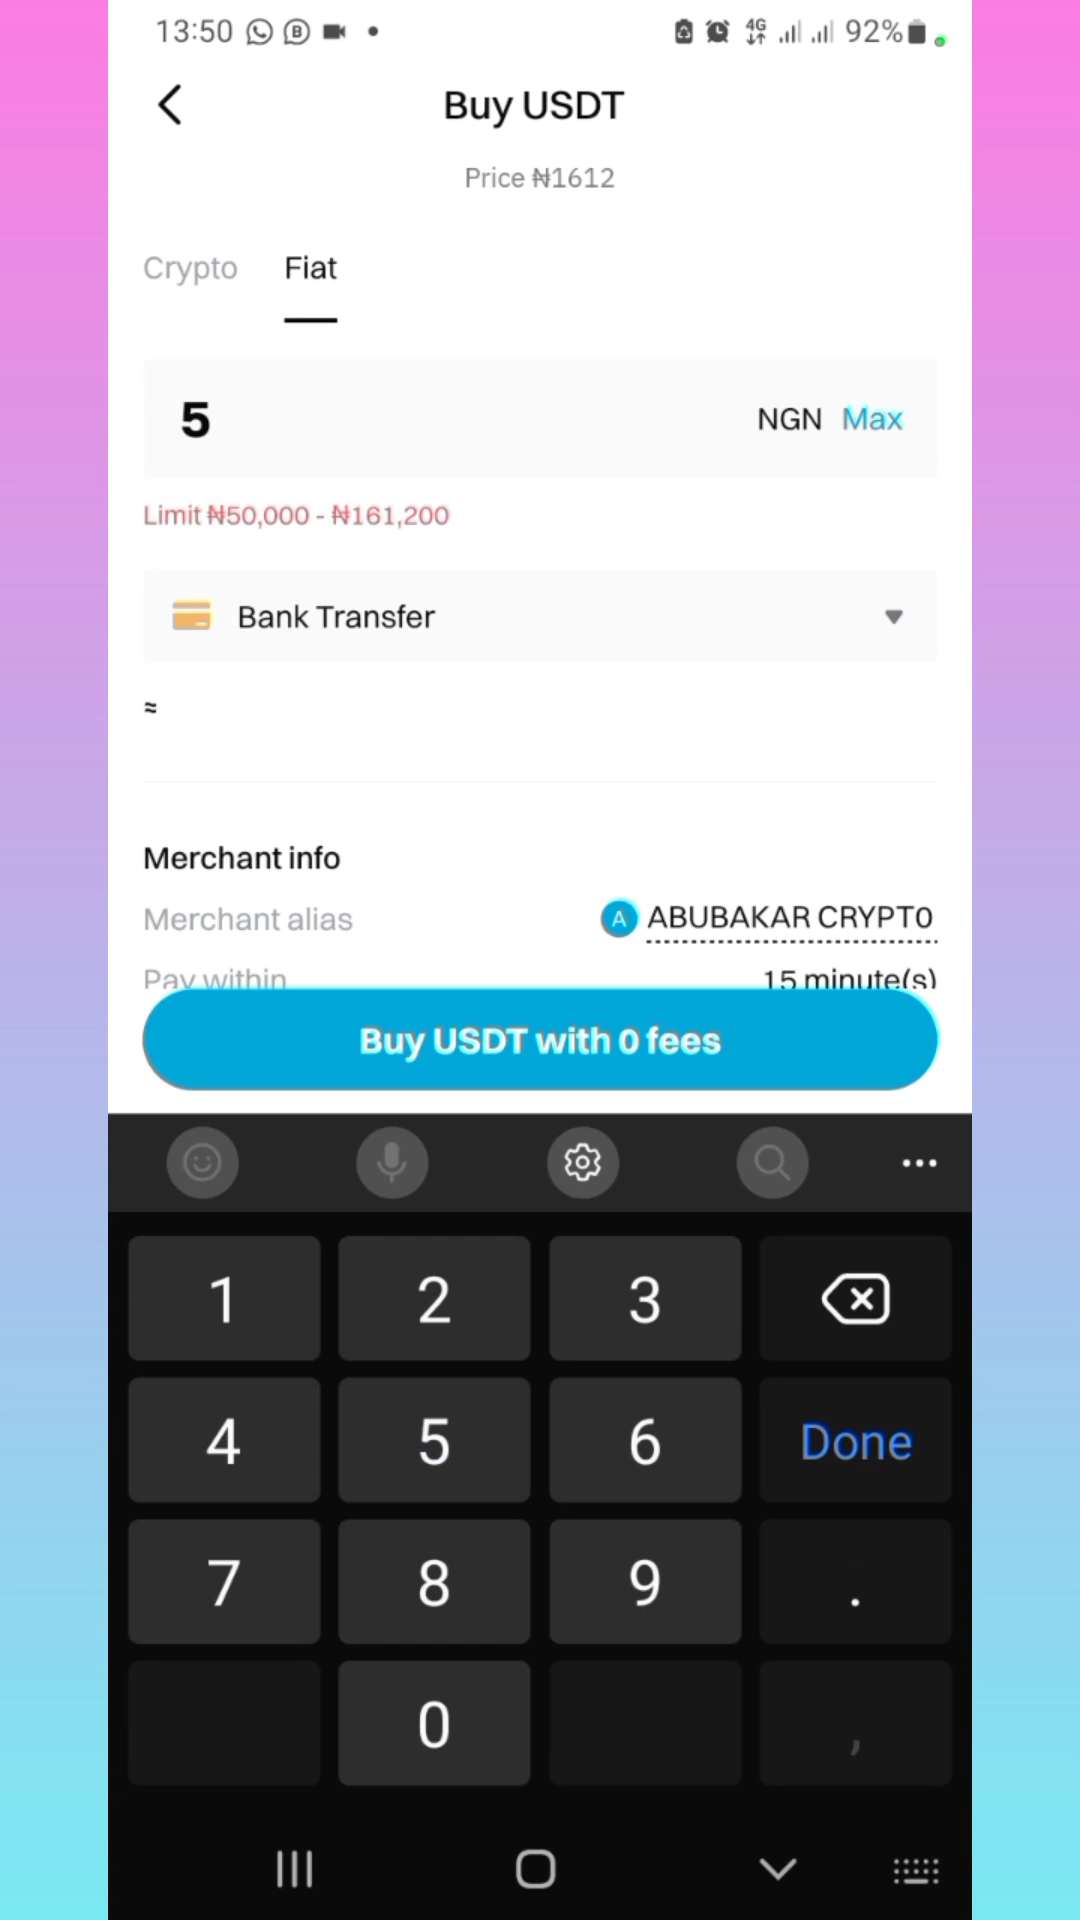 13:50 B 4G 92%
Buy USDT
Price ₦1612
Crypto Fiat
5 NGN Max
Limit ₦50,000 - ₦161,200
Bank Transfer
≈
Merchant info
Merchant alias A ABUBAKAR CRYPTO
Pay within 15 minute(s)
Buy USDT with 0 fees
1 2 3
4 5 6 Done
7 8 9 .
0 ,